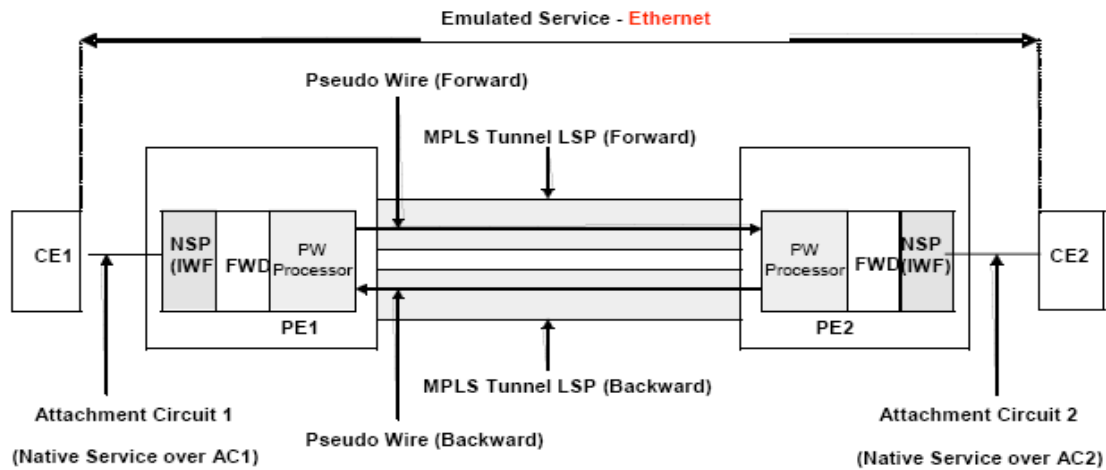 Emulated Service - Ethernet
Pseudo Wire (Forward)
MPLS Tunnel LSP (Forward)
CE1
NSP
(IWF
FWD
PW
Processor
PE1
PW
Processor
FWD
NSP
(IWF)
PE2
CE2
MPLS Tunnel LSP (Backward)
Attachment Circuit 1
(Native Service over AC1)
Pseudo Wire (Backward)
Attachment Circuit 2
(Native Service over AC2)